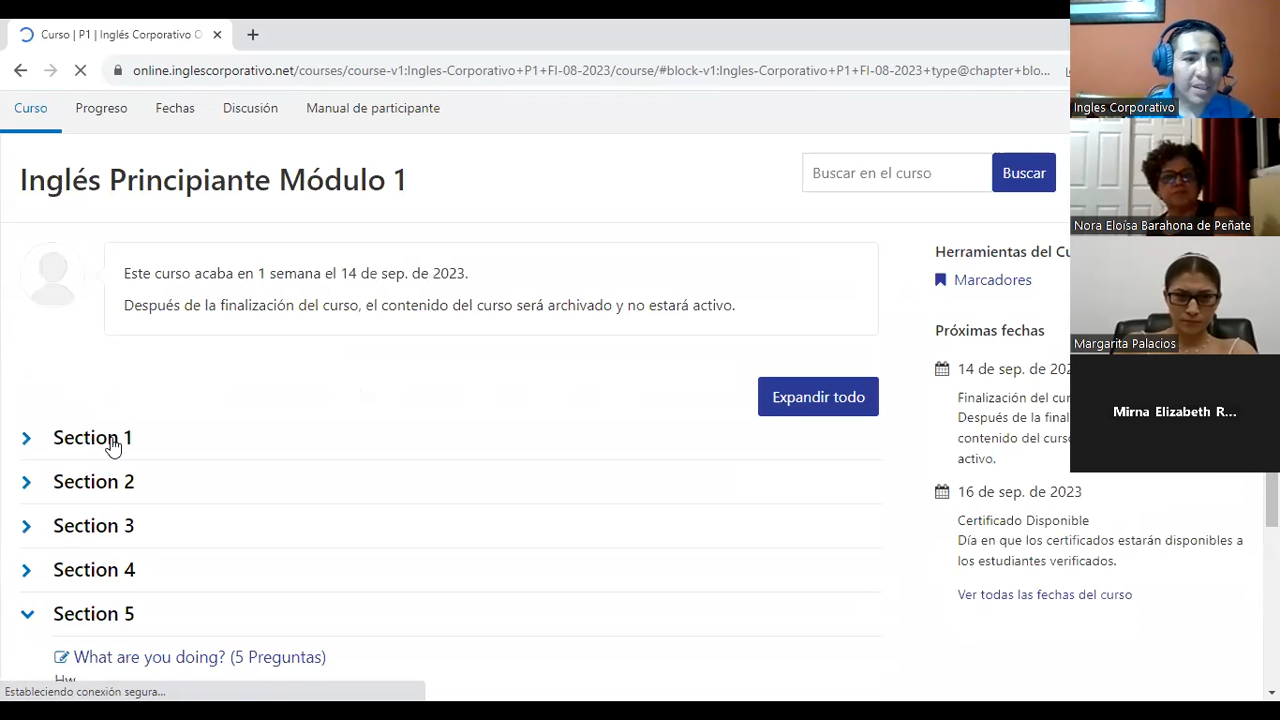 Curso | P1 | Inglés Corporativo O
online.inglescorporativo.net/courses/course-v1:Ingles-Corporativo+P1+FI-08-2023/course/#block-v1:Ingles-Corporativo+P1+FI-08-2023+type@chapter+blo...
Curso
Progreso
Fechas
Discusión
Manual de participante
Inglés Principiante Módulo 1
Buscar en el curso
Buscar
Este curso acaba en 1 semana el 14 de sep. de 2023.
Después de la finalización del curso, el contenido del curso será archivado y no estará activo.
Expandir todo
Section 1
Section 2
Section 3
Section 4
Section 5
What are you doing? (5 Preguntas)
Hw
Estableciendo conexión segura...
Herramientas del Cu
Marcadores
Próximas fechas
14 de sep. de 202
Finalización del cur
Después de la final
contenido del curs
activo.
16 de sep. de 2023
Certificado Disponible
Día en que los certificados estarán disponibles a
los estudiantes verificados.
Ver todas las fechas del curso
Ingles Corporativo
Nora Eloísa Barahona de Peñate
Margarita Palacios
Mirna Elizabeth R...